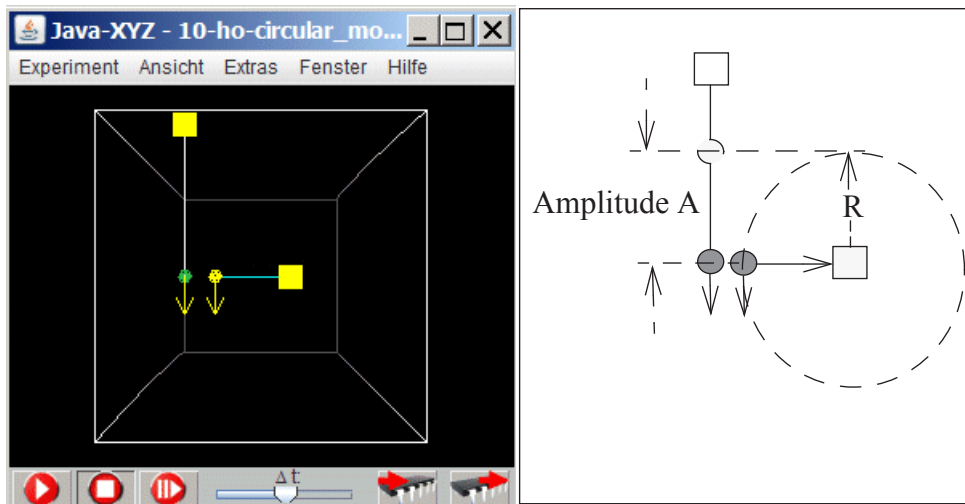 Java-XYZ - 10-ho-circular_mo...
Experiment Ansicht Extras Fenster Hilfe
Δt
Amplitude A
R